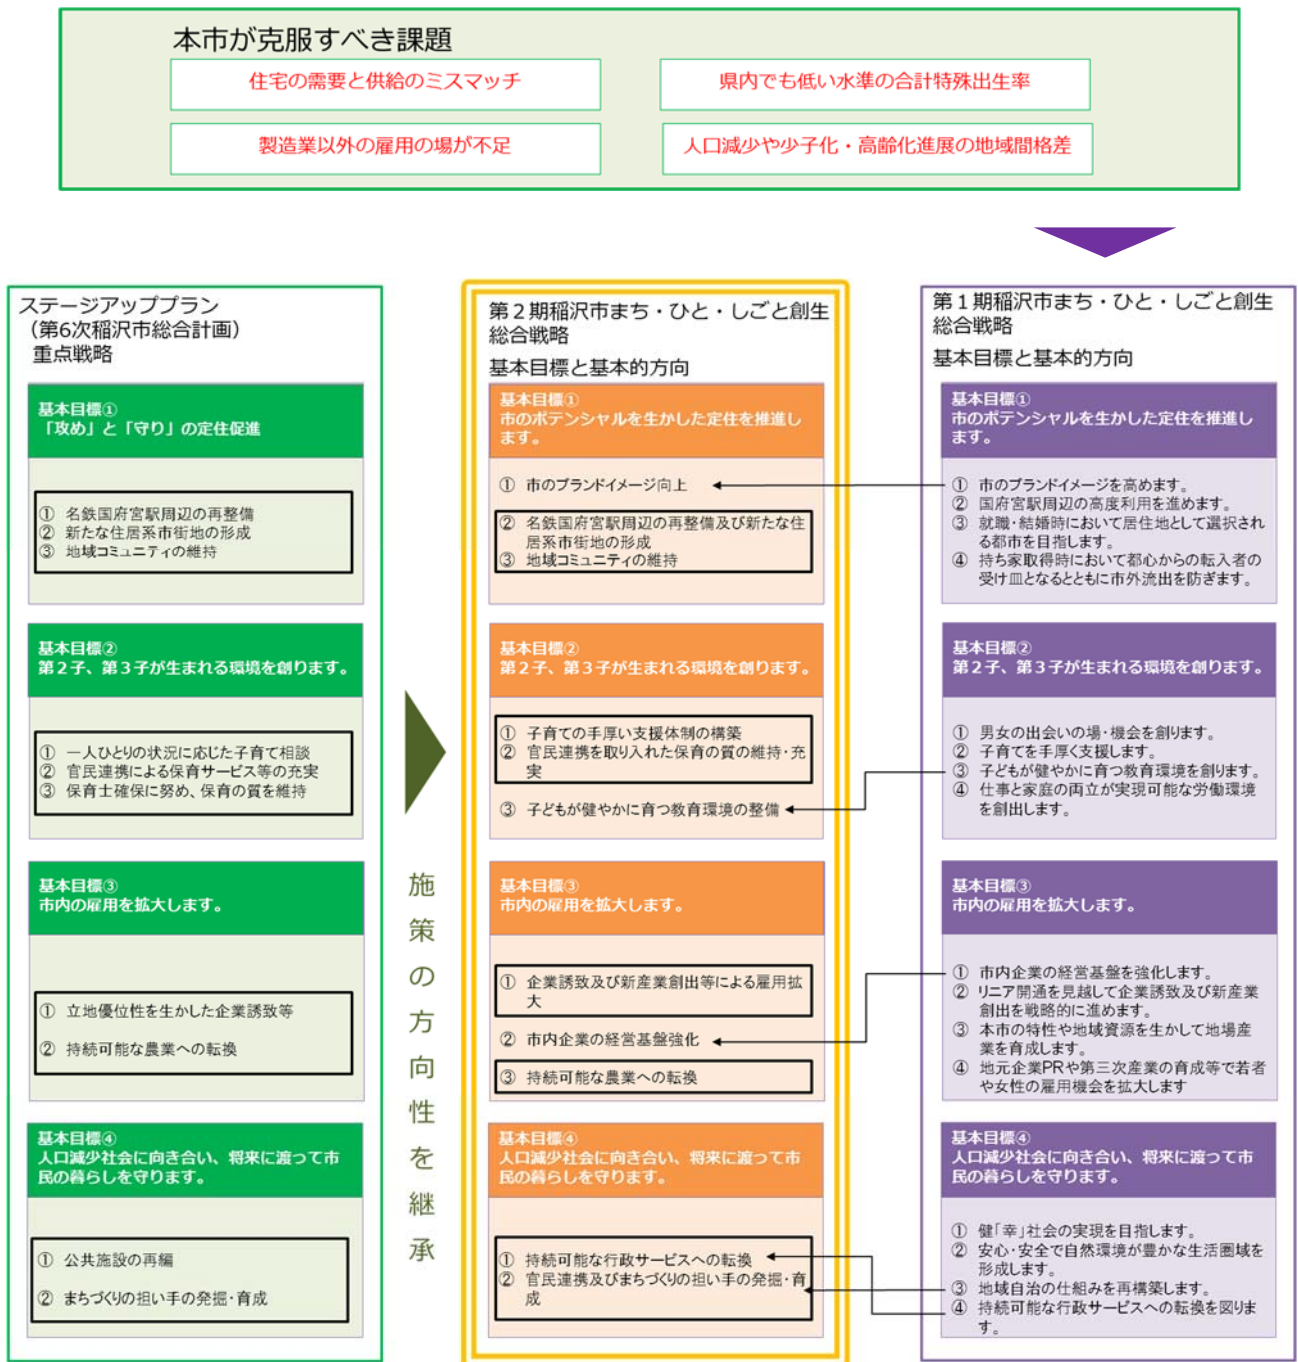 本市が克服すべき課題
住宅の需要と供給のミスマッチ
県内でも低い水準の合計特殊出生率
製造業以外の雇用の場が不足
人口減少や少子化・高齢化進展の地域間格差
ステージアッププラン
（第6次稲沢市総合計画）
重点戦略
基本目標①
「攻め」と「守り」の定住促進
① 名鉄国府宮駅周辺の再整備
② 新たな住居系市街地の形成
③ 地域コミュニティの維持
基本目標②
第２子、第３子が生まれる環境を創ります。
① 一人ひとりの状況に応じた子育て相談
② 官民連携による保育サービス等の充実
③ 保育士確保に努め、保育の質を維持
基本目標③
市内の雇用を拡大します。
① 立地優位性を生かした企業誘致等
② 持続可能な農業への転換
基本目標④
人口減少社会に向き合い、将来に渡って市
民の暮らしを守ります。
① 公共施設の再編
② まちづくりの担い手の発掘・育成
施策の方向性を継承
第２期稲沢市まち・ひと・しごと創生
総合戦略
基本目標と基本的方向
基本目標①
市のポテンシャルを生かした定住を推進し
ます。
① 市のブランドイメージ向上
② 名鉄国府宮駅周辺の再整備及び新たな住
居系市街地の形成
③ 地域コミュニティの維持
基本目標②
第２子、第３子が生まれる環境を創ります。
① 子育ての手厚い支援体制の構築
② 官民連携を取り入れた保育の質の維持・充
実
③ 子どもが健やかに育つ教育環境の整備
基本目標③
市内の雇用を拡大します。
① 企業誘致及び新産業創出等による雇用拡
大
② 市内企業の経営基盤強化
③ 持続可能な農業への転換
基本目標④
人口減少社会に向き合い、将来に渡って市
民の暮らしを守ります。
① 持続可能な行政サービスへの転換
② 官民連携及びまちづくりの担い手の発掘・育
成
第１期稲沢市まち・ひと・しごと創生
総合戦略
基本目標と基本的方向
基本目標①
市のポテンシャルを生かした定住を推進し
ます。
① 市のブランドイメージを高めます。
② 国府宮駅周辺の高度利用を進めます。
③ 就職・結婚時において居住地として選択され
る都市を目指します。
④ 持ち家取得時において都心からの転入者の
受け皿となるとともに市外流出を防ぎます。
基本目標②
第２子、第３子が生まれる環境を創ります。
① 男女の出会いの場・機会を創ります。
② 子育てを手厚く支援します。
③ 子どもが健やかに育つ教育環境を創ります。
④ 仕事と家庭の両立が実現可能な労働環境
を創出します。
基本目標③
市内の雇用を拡大します。
① 市内企業の経営基盤を強化します。
② リニア開通を見越して企業誘致及び新産業
創出を戦略的に進めます。
③ 本市の特性や地域資源を生かして地場産
業を育成します。
④ 地元企業PRや第三次産業の育成等で若者
や女性の雇用機会を拡大します
基本目標④
人口減少社会に向き合い、将来に渡って市
民の暮らしを守ります。
① 健「幸」社会の実現を目指します。
② 安心・安全で自然環境が豊かな生活圏域を
形成します。
③ 地域自治の仕組みを再構築します。
④ 持続可能な行政サービスへの転換を図りま
す。